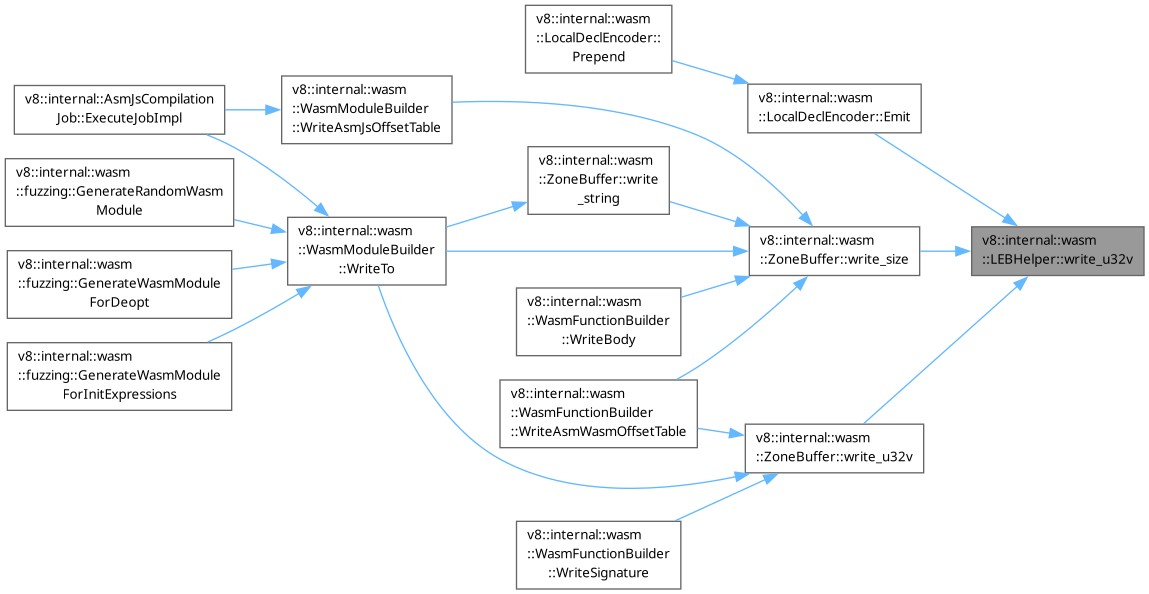 v8::internal::wasm
::LocalDeclEncoder::
Prepend
v8::internal::AsmJsCompilation
Job::ExecuteJobImpl
v8::internal::wasm
::WasmModuleBuilder
::WriteAsmJsOffsetTable
v8::internal::wasm
::LocalDeclEncoder::Emit
v8::internal::wasm
::fuzzing::GenerateRandomWasm
Module
v8::internal::wasm
::ZoneBuffer::write
_string
v8::internal::wasm
::WasmModuleBuilder
::WriteTo
v8::internal::wasm
::ZoneBuffer::write_size
v8::internal::wasm
::LEBHelper::write_u32v
v8::internal::wasm
::fuzzing::GenerateWasmModule
ForDeopt
v8::internal::wasm
::WasmFunctionBuilder
::WriteBody
v8::internal::wasm
::fuzzing::GenerateWasmModule
ForInitExpressions
v8::internal::wasm
::WasmFunctionBuilder
::WriteAsmWasmOffsetTable
v8::internal::wasm
::ZoneBuffer::write_u32v
v8::internal::wasm
::WasmFunctionBuilder
::WriteSignature